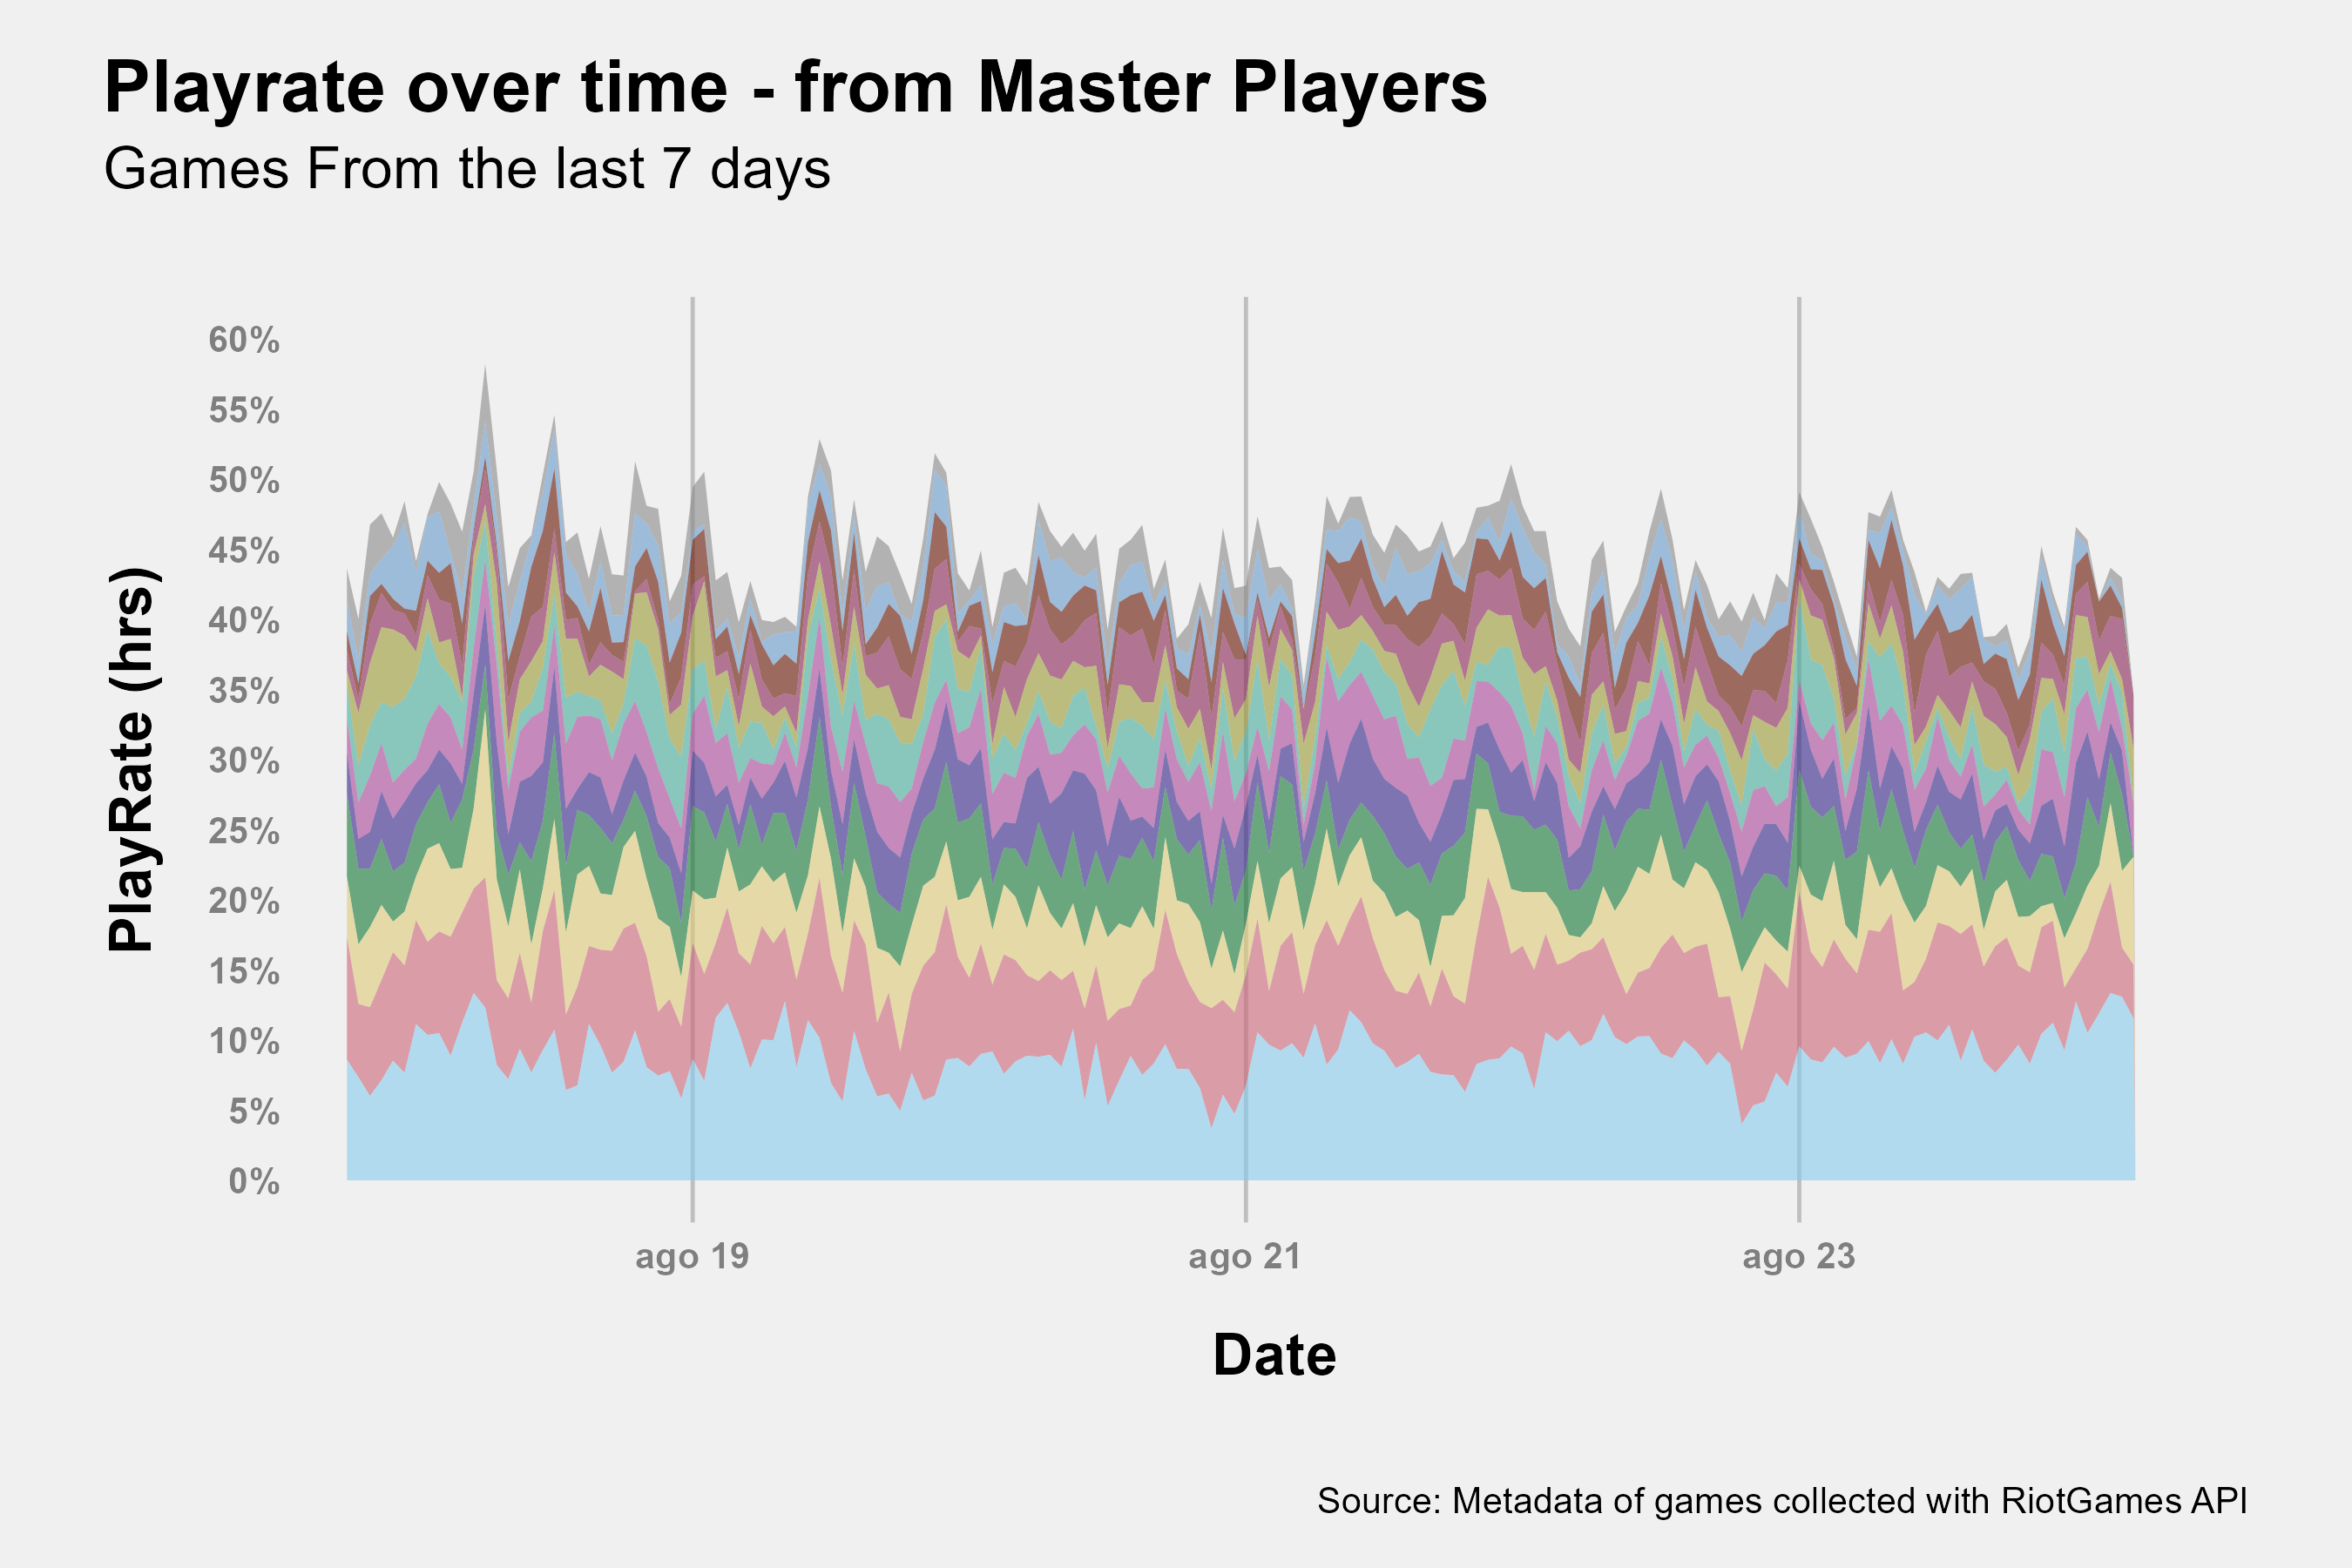 Playrate over time - from Master Players
Games From the last 7 days
PlayRate (hrs)
60%
55%
50%
45%
40%
35%
30%
25%
20%
15%
10%
5%
0%
ago 19
ago 21
ago 23
Date
Source: Metadata of games collected with RiotGames API